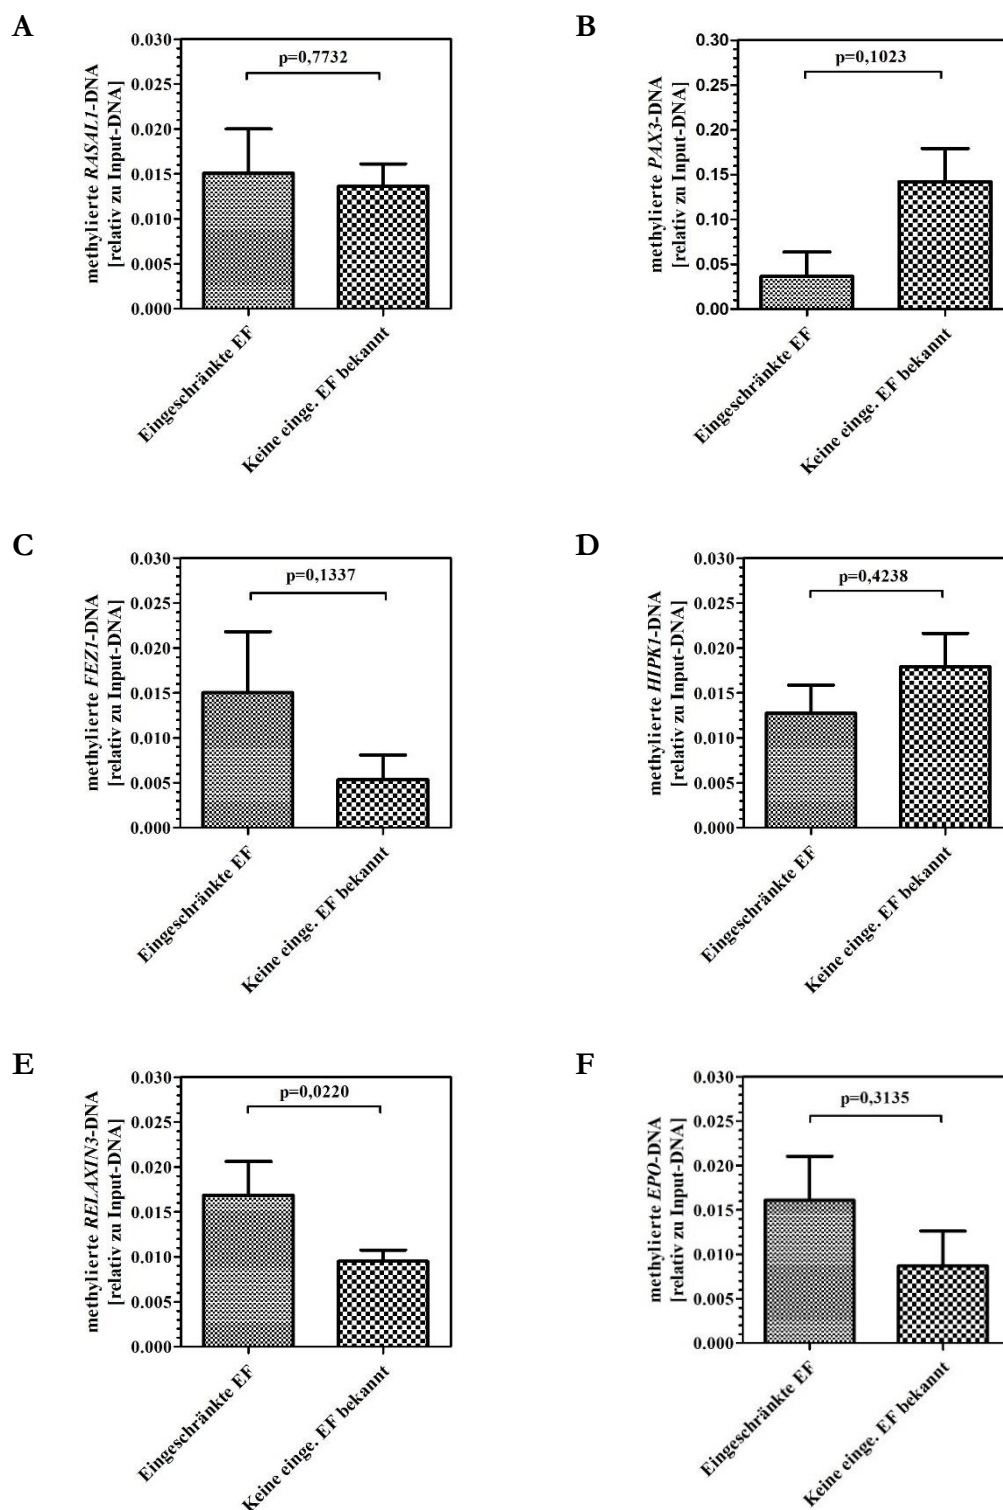 A
methylierte RASAL1-DNA
[relativ zu Input-DNA]
0.030
0.025
0.020
0.015
0.010
0.005
0.000
p=0,7732
Eingeschränkte EF
Keine einge. EF bekannt
B
methylierte PAX3-DNA
[relativ zu Input-DNA]
0.30
0.25
0.20
0.15
0.10
0.05
0.00
p=0,1023
Eingeschränkte EF
Keine einge. EF bekannt
C
methylierte FEZ1-DNA
[relativ zu Input-DNA]
0.030
0.025
0.020
0.015
0.010
0.005
0.000
p=0,1337
Eingeschränkte EF
Keine einge. EF bekannt
D
methylierte HIPK1-DNA
[relativ zu Input-DNA]
0.030
0.025
0.020
0.015
0.010
0.005
0.000
p=0,4238
Eingeschränkte EF
Keine einge. EF bekannt
E
methylierte RELAXIN3-DNA
[relativ zu Input-DNA]
0.030
0.025
0.020
0.015
0.010
0.005
0.000
p=0,0220
Eingeschränkte EF
Keine einge. EF bekannt
F
methylierte EPO-DNA
[relativ zu Input-DNA]
0.030
0.025
0.020
0.015
0.010
0.005
0.000
p=0,3135
Eingeschränkte EF
Keine einge. EF bekannt